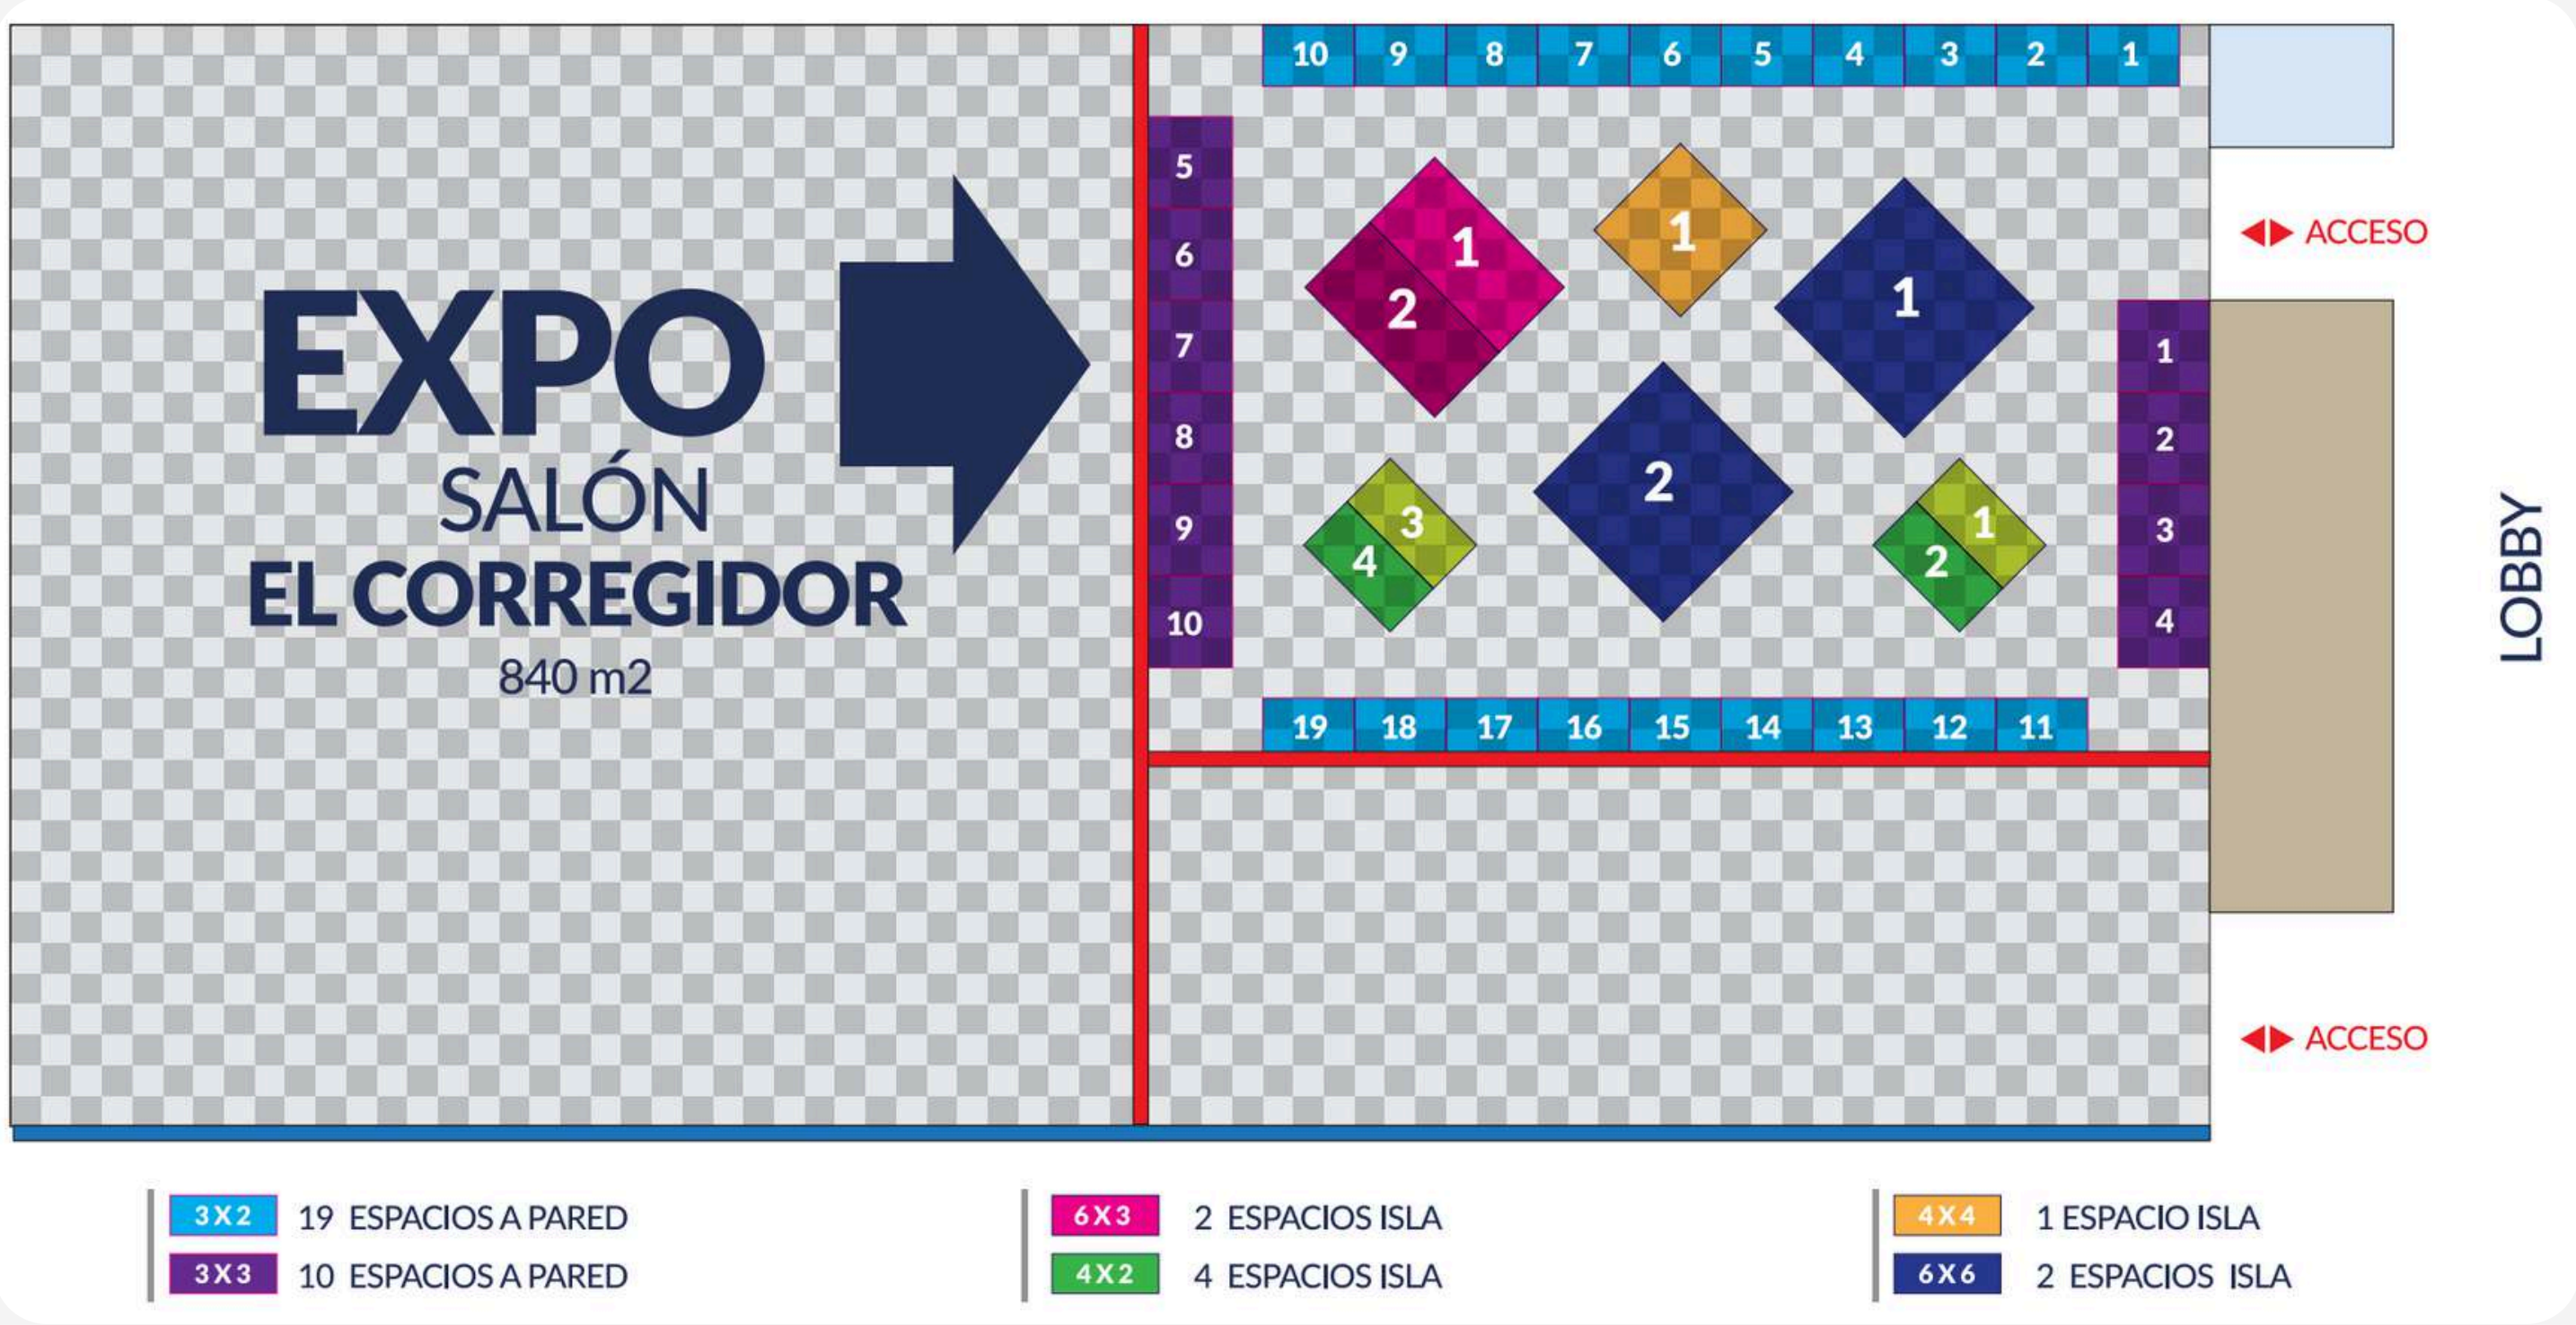 10 9 8 7 6 5 4 3 2 1
5
6
7
8
9
10
1
2
1
1
2
3
4
1
2
1
2
3
4
ACCESO
EXPO
SALÓN
EL CORREGIDOR
840 m2
LOBBY
19 18 17 16 15 14 13 12 11
ACCESO
3X2 19 ESPACIOS A PARED
3X3 10 ESPACIOS A PARED
6X3 2 ESPACIOS ISLA
4X2 4 ESPACIOS ISLA
4X4 1 ESPACIO ISLA
6X6 2 ESPACIOS ISLA